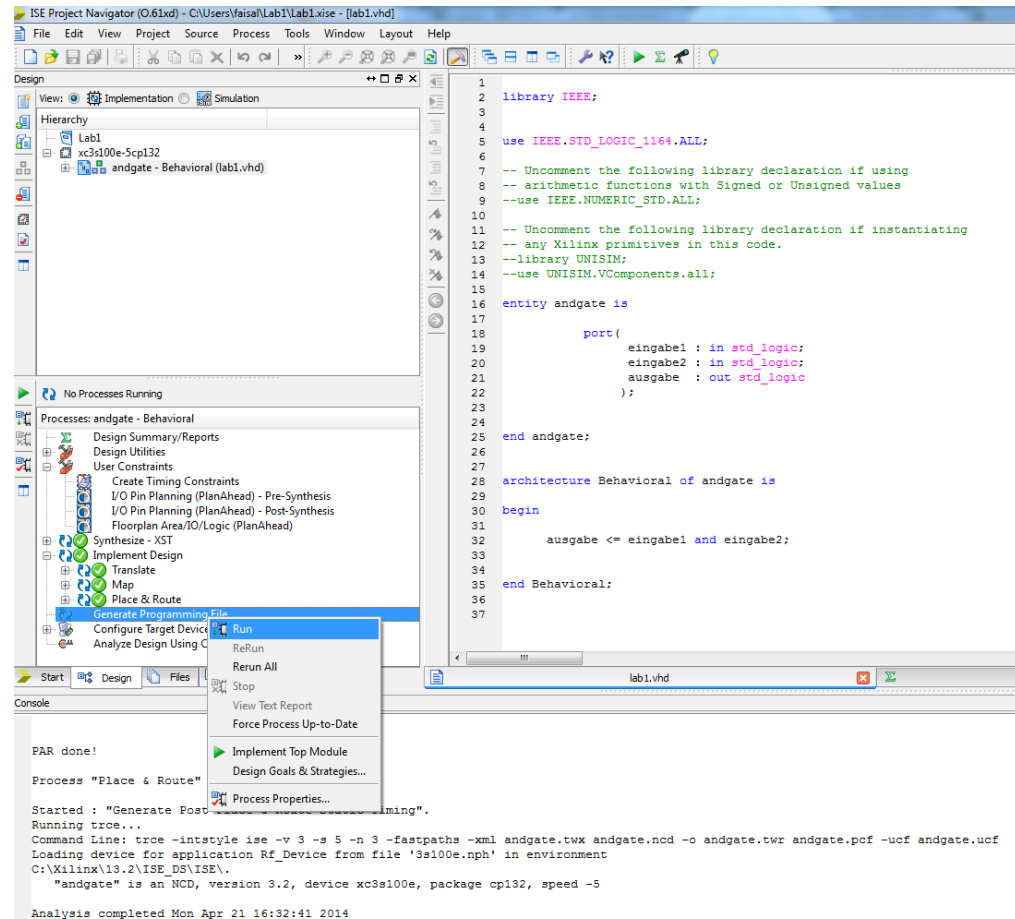 ISE Project Navigator (O.61xd) - C:\Users\faisal\Lab1\Lab1.xise - [lab1.vhd]
File Edit View Project Source Process Tools Window Layout Help
Design
View: Implementation Simulation
Hierarchy
Lab1
xc3s100e-5cp132
andgate - Behavioral (lab1.vhd)
No Processes Running
Processes: andgate - Behavioral
Design Summary/Reports
Design Utilities
User Constraints
Create Timing Constraints
I/O Pin Planning (PlanAhead) - Pre-Synthesis
I/O Pin Planning (PlanAhead) - Post-Synthesis
Floorplan Area/IO/Logic (PlanAhead)
Synthesize - XST
Implement Design
Translate
Map
Place & Route
Generate Programming File
Configure Target Device
Analyze Design Using C
Run
ReRun
Rerun All
Stop
View Text Report
Force Process Up-to-Date
Implement Top Module
Design Goals & Strategies...
Process Properties...
Start Design Files
1
2 library IEEE;
3
4
5 use IEEE.STD_LOGIC_1164.ALL;
6
7 -- Uncomment the following library declaration if using
8 -- arithmetic functions with Signed or Unsigned values
9 --use IEEE.NUMERIC_STD.ALL;
10
11 -- Uncomment the following library declaration if instantiating
12 -- any Xilinx primitives in this code.
13 --library UNISIM;
14 --use UNISIM.VComponents.all;
15
16 entity andgate is
17
18 port(
19 eingabe1 : in std_logic;
20 eingabe2 : in std_logic;
21 ausgabe : out std_logic
22 );
23
24
25 end andgate;
26
27
28 architecture Behavioral of andgate is
29
30 begin
31
32 ausgabe <= eingabe1 and eingabe2;
33
34
35 end Behavioral;
36
37
lab1.vhd
Console
PAR done!
Process "Place & Route"
Started : "Generate Post-Place & Route Static Timing".
Running trce...
Command Line: trce -intstyle ise -v 3 -s 5 -n 3 -fastpaths -xml andgate.twx andgate.ncd -o andgate.twr andgate.pcf -ucf andgate.ucf
Loading device for application Rf_Device from file '3s100e.nph' in environment
C:\Xilinx\13.2\ISE_DS\ISE\.
"andgate" is an NCD, version 3.2, device xc3s100e, package cp132, speed -5
Analysis completed Mon Apr 21 16:32:41 2014